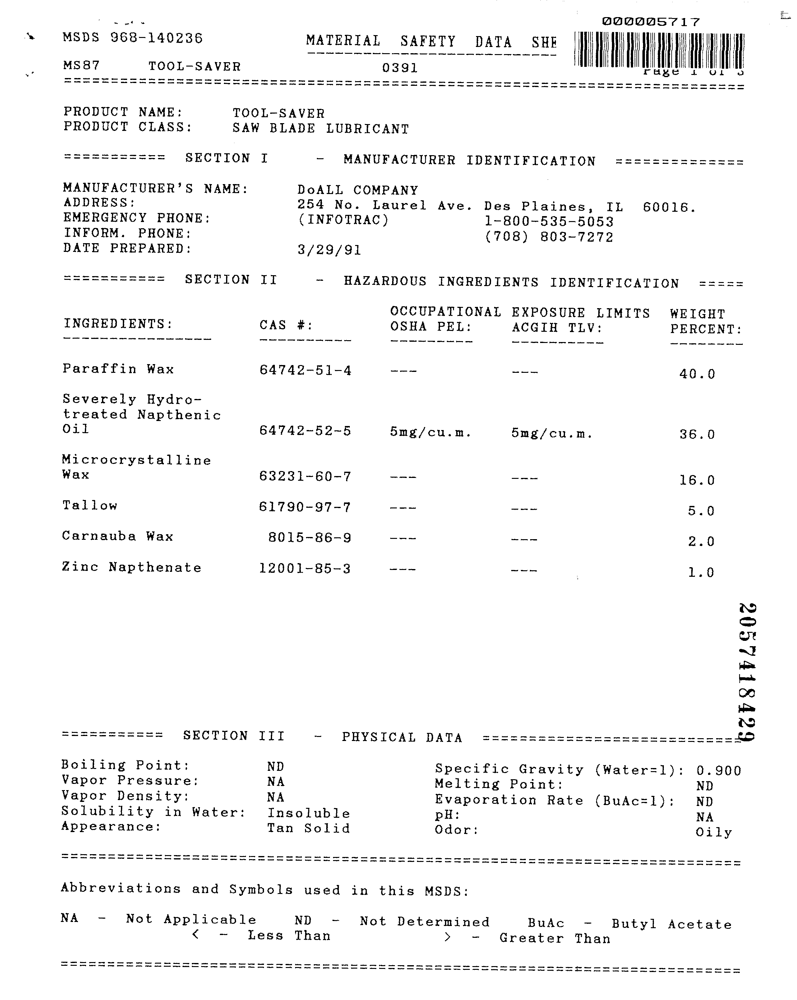 000005717
MSDS 968-140236 MATERIAL SAFETY DATA SHE
MS87 TOOL-SAVER 0391 Page 1 of 3
==========================================================================
PRODUCT NAME: TOOL-SAVER
PRODUCT CLASS: SAW BLADE LUBRICANT
=========== SECTION I - MANUFACTURER IDENTIFICATION ==============
MANUFACTURER'S NAME: DoALL COMPANY
ADDRESS: 254 No. Laurel Ave. Des Plaines, IL 60016.
EMERGENCY PHONE: (INFOTRAC) 1-800-535-5053
INFORM. PHONE: (708) 803-7272
DATE PREPARED: 3/29/91
=========== SECTION II - HAZARDOUS INGREDIENTS IDENTIFICATION =====
OCCUPATIONAL EXPOSURE LIMITS WEIGHT
INGREDIENTS: CAS #: OSHA PEL: ACGIH TLV: PERCENT:
---------------- ---------- --------- ---------- --------
Paraffin Wax 64742-51-4 --- --- 40.0
Severely Hydro-
treated Napthenic
Oil 64742-52-5 5mg/cu.m. 5mg/cu.m. 36.0
Microcrystalline
Wax 63231-60-7 --- --- 16.0
Tallow 61790-97-7 --- --- 5.0
Carnauba Wax 8015-86-9 --- --- 2.0
Zinc Napthenate 12001-85-3 --- --- 1.0
2057418429
=========== SECTION III - PHYSICAL DATA ============================
Boiling Point: ND Specific Gravity (Water=1): 0.900
Vapor Pressure: NA Melting Point: ND
Vapor Density: NA Evaporation Rate (BuAc=1): ND
Solubility in Water: Insoluble pH: NA
Appearance: Tan Solid Odor: Oily
==========================================================================
Abbreviations and Symbols used in this MSDS:
NA - Not Applicable ND - Not Determined BuAc - Butyl Acetate
< - Less Than > - Greater Than
==========================================================================